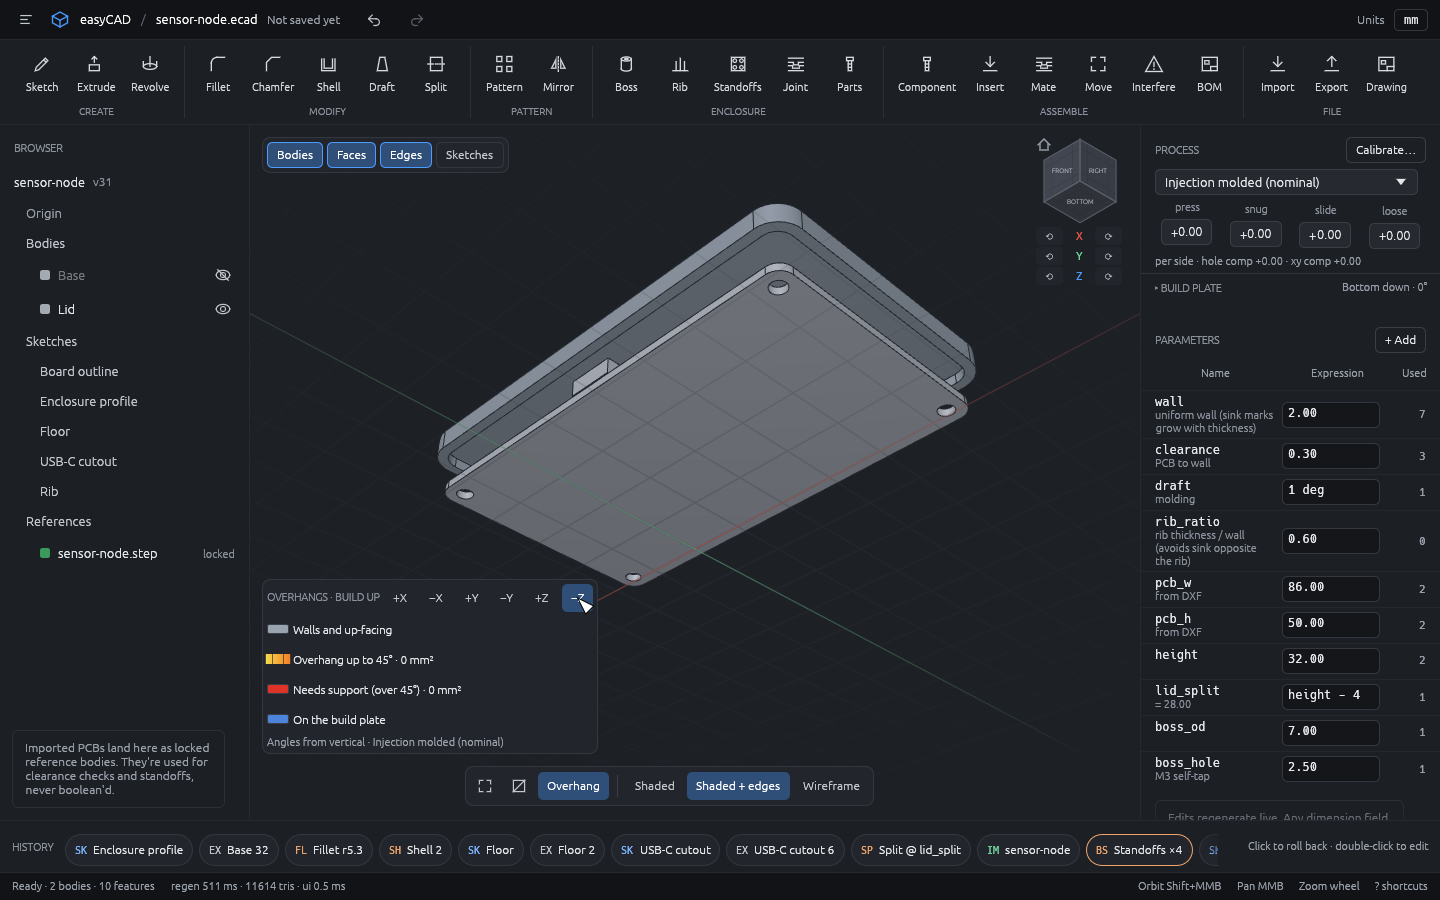 easyCAD / sensor-node.ecad Not saved yet
Units mm
Sketch Extrude Revolve Fillet Chamfer Shell Draft Split Pattern Mirror Boss Rib Standoffs Joint Parts Component Insert Mate Move Interfere BOM Import Export Drawing
CREATE MODIFY PATTERN ENCLOSURE ASSEMBLE FILE
BROWSER
sensor-node v31
Origin
Bodies
Base
Lid
Sketches
Board outline
Enclosure profile
Floor
USB-C cutout
Rib
References
sensor-node.step locked
Imported PCBs land here as locked
reference bodies. They're used for
clearance checks and standoffs,
never boolean'd.
Bodies Faces Edges Sketches
FRONT RIGHT
BOTTOM
X
Y
Z
OVERHANGS · BUILD UP +X −X +Y −Y +Z −Z
Walls and up-facing
Overhang up to 45° · 0 mm²
Needs support (over 45°) · 0 mm²
On the build plate
Angles from vertical · Injection molded (nominal)
Overhang Shaded Shaded + edges Wireframe
PROCESS Calibrate...
Injection molded (nominal)
press snug slide loose
+0.00 +0.00 +0.00 +0.00
per side · hole comp +0.00 · xy comp +0.00
BUILD PLATE Bottom down · 0°
PARAMETERS + Add
Name Expression Used
wall 2.00 7
uniform wall (sink marks
grow with thickness)
clearance 0.30 3
PCB to wall
draft 1 deg 1
molding
rib_ratio 0.60 0
rib thickness / wall
(avoids sink opposite
the rib)
pcb_w 86.00 2
from DXF
pcb_h 50.00 2
from DXF
height 32.00 2
lid_split height − 4 1
= 28.00
boss_od 7.00 1
boss_hole 2.50 1
M3 self-tap
Edits regenerate live. Any dimension field
HISTORY SK Enclosure profile EX Base 32 FL Fillet r5.3 SH Shell 2 SK Floor EX Floor 2 SK USB-C cutout EX USB-C cutout 6 SP Split @ lid_split IM sensor-node BS Standoffs ×4 Click to roll back · double-click to edit
Ready · 2 bodies · 10 features regen 511 ms · 11614 tris · ui 0.5 ms Orbit Shift+MMB Pan MMB Zoom wheel ? shortcuts